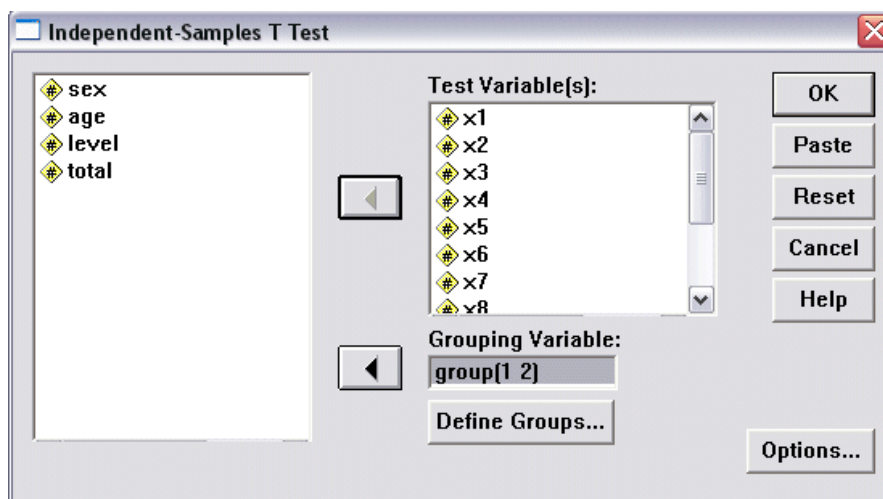 Independent-Samples T Test
sex
age
level
total
Test Variable(s):
x1
x2
x3
x4
x5
x6
x7
x8
Grouping Variable:
group(1 2)
Define Groups...
OK
Paste
Reset
Cancel
Help
Options...